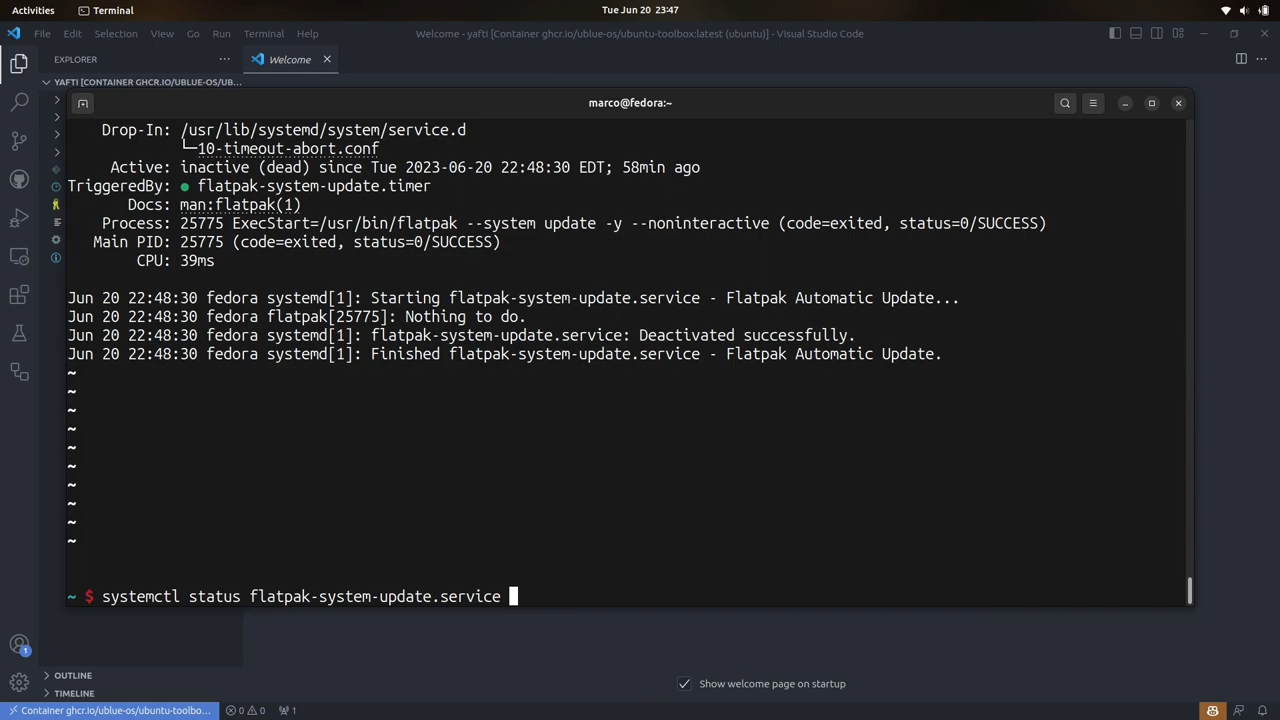 Activities
Terminal
Tue Jun 20 23:47
File Edit Selection View Go Run Terminal Help
Welcome - yafti [Container ghcr.io/ublue-os/ubuntu-toolbox:latest (ubuntu)] - Visual Studio Code
EXPLORER
Welcome
YAFTI [CONTAINER GHCR.IO/UBLUE-OS/UB...
marco@fedora:~
Drop-In: /usr/lib/systemd/system/service.d
└─10-timeout-abort.conf
Active: inactive (dead) since Tue 2023-06-20 22:48:30 EDT; 58min ago
TriggeredBy: ● flatpak-system-update.timer
Docs: man:flatpak(1)
Process: 25775 ExecStart=/usr/bin/flatpak --system update -y --noninteractive (code=exited, status=0/SUCCESS)
Main PID: 25775 (code=exited, status=0/SUCCESS)
CPU: 39ms
Jun 20 22:48:30 fedora systemd[1]: Starting flatpak-system-update.service - Flatpak Automatic Update...
Jun 20 22:48:30 fedora flatpak[25775]: Nothing to do.
Jun 20 22:48:30 fedora systemd[1]: flatpak-system-update.service: Deactivated successfully.
Jun 20 22:48:30 fedora systemd[1]: Finished flatpak-system-update.service - Flatpak Automatic Update.
~
~
~
~
~
~
~
~
~
~
~ $ systemctl status flatpak-system-update.service
1
OUTLINE
TIMELINE
Show welcome page on startup
Container ghcr.io/ublue-os/ubuntu-toolbo...
0 0
1